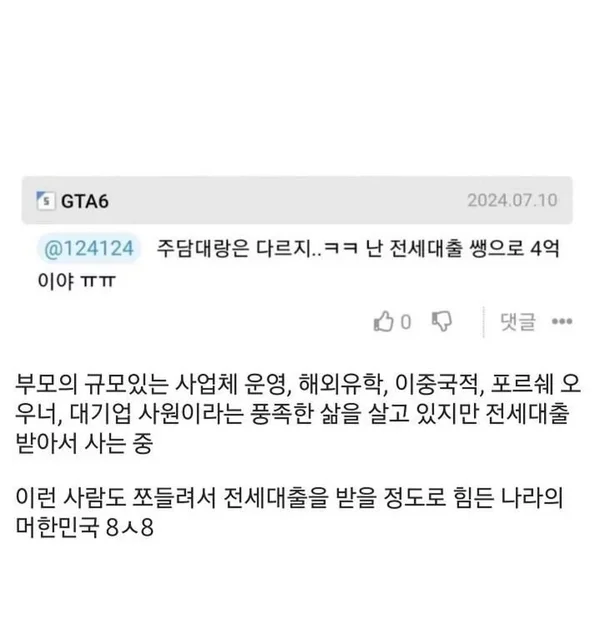 GTA6 2024.07.10
@124124 주담대랑은 다르지..ㅋㅋ 난 전세대출 쌩으로 4억
이야 ㅠㅠ
0 댓글 •••
부모의 규모있는 사업체 운영, 해외유학, 이중국적, 포르쉐 오
우너, 대기업 사원이라는 풍족한 삶을 살고 있지만 전세대출
받아서 사는 중
이런 사람도 쪼들려서 전세대출을 받을 정도로 힘든 나라의
머한민국 8ㅅ8